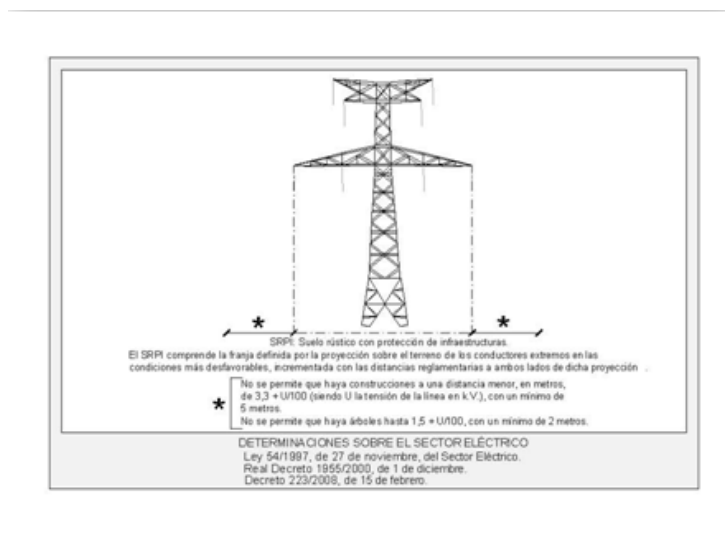 *
*
SRPI: Suelo rústico con protección de infraestructuras.
El SRPI comprende la franja definida por la proyección sobre el terreno de los conductores extremos en las
condiciones más desfavorables, incrementada con las distancias reglamentarias a ambos lados de dicha proyección .
No se permite que haya construcciones a una distancia menor, en metros,
* de 3,3 + U/100 (siendo U la tensión de la línea en k.V.), con un mínimo de
5 metros.
No se permite que haya árboles hasta 1,5 + U/100, con un mínimo de 2 metros.
DETERMINACIONES SOBRE EL SECTOR ELÉCTRICO
Ley 54/1997, de 27 de noviembre, del Sector Eléctrico.
Real Decreto 1955/2000, de 1 de diciembre.
Decreto 223/2008, de 15 de febrero.